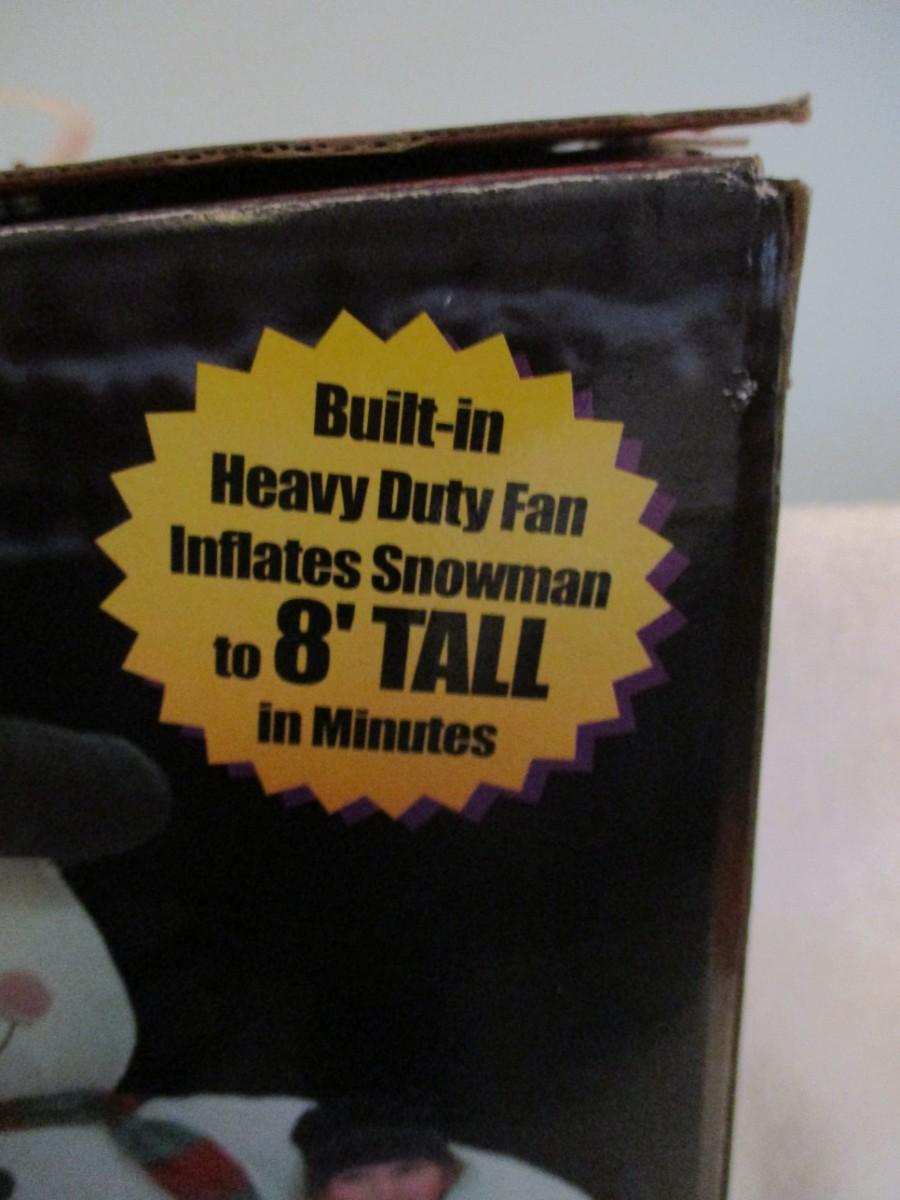 Built-in
Heavy Duty Fan
Inflates Snowman
to 8' TALL
in Minutes